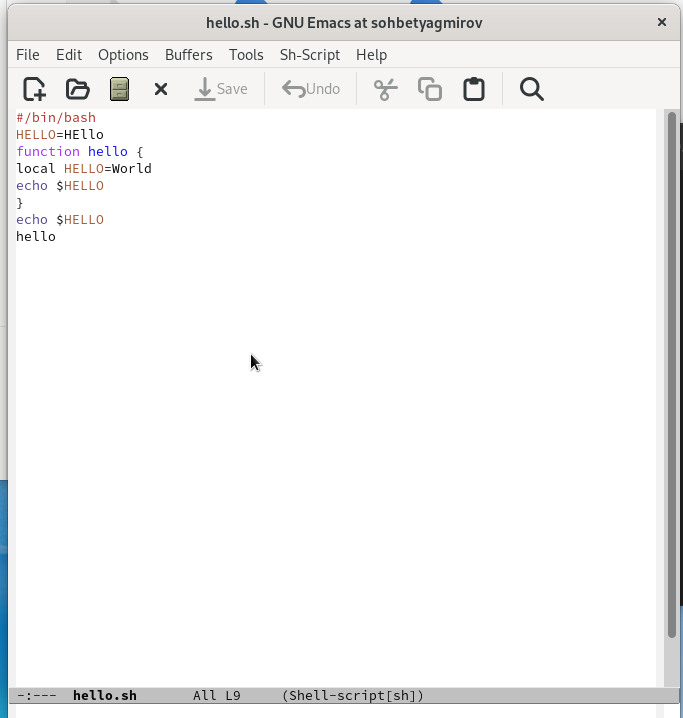 hello.sh - GNU Emacs at sohbetyagmirov
File Edit Options Buffers Tools Sh-Script Help
Save Undo
#/bin/bash
HELLO=HEllo
function hello {
local HELLO=World
echo $HELLO
}
echo $HELLO
hello
-:--- hello.sh All L9 (Shell-script[sh])